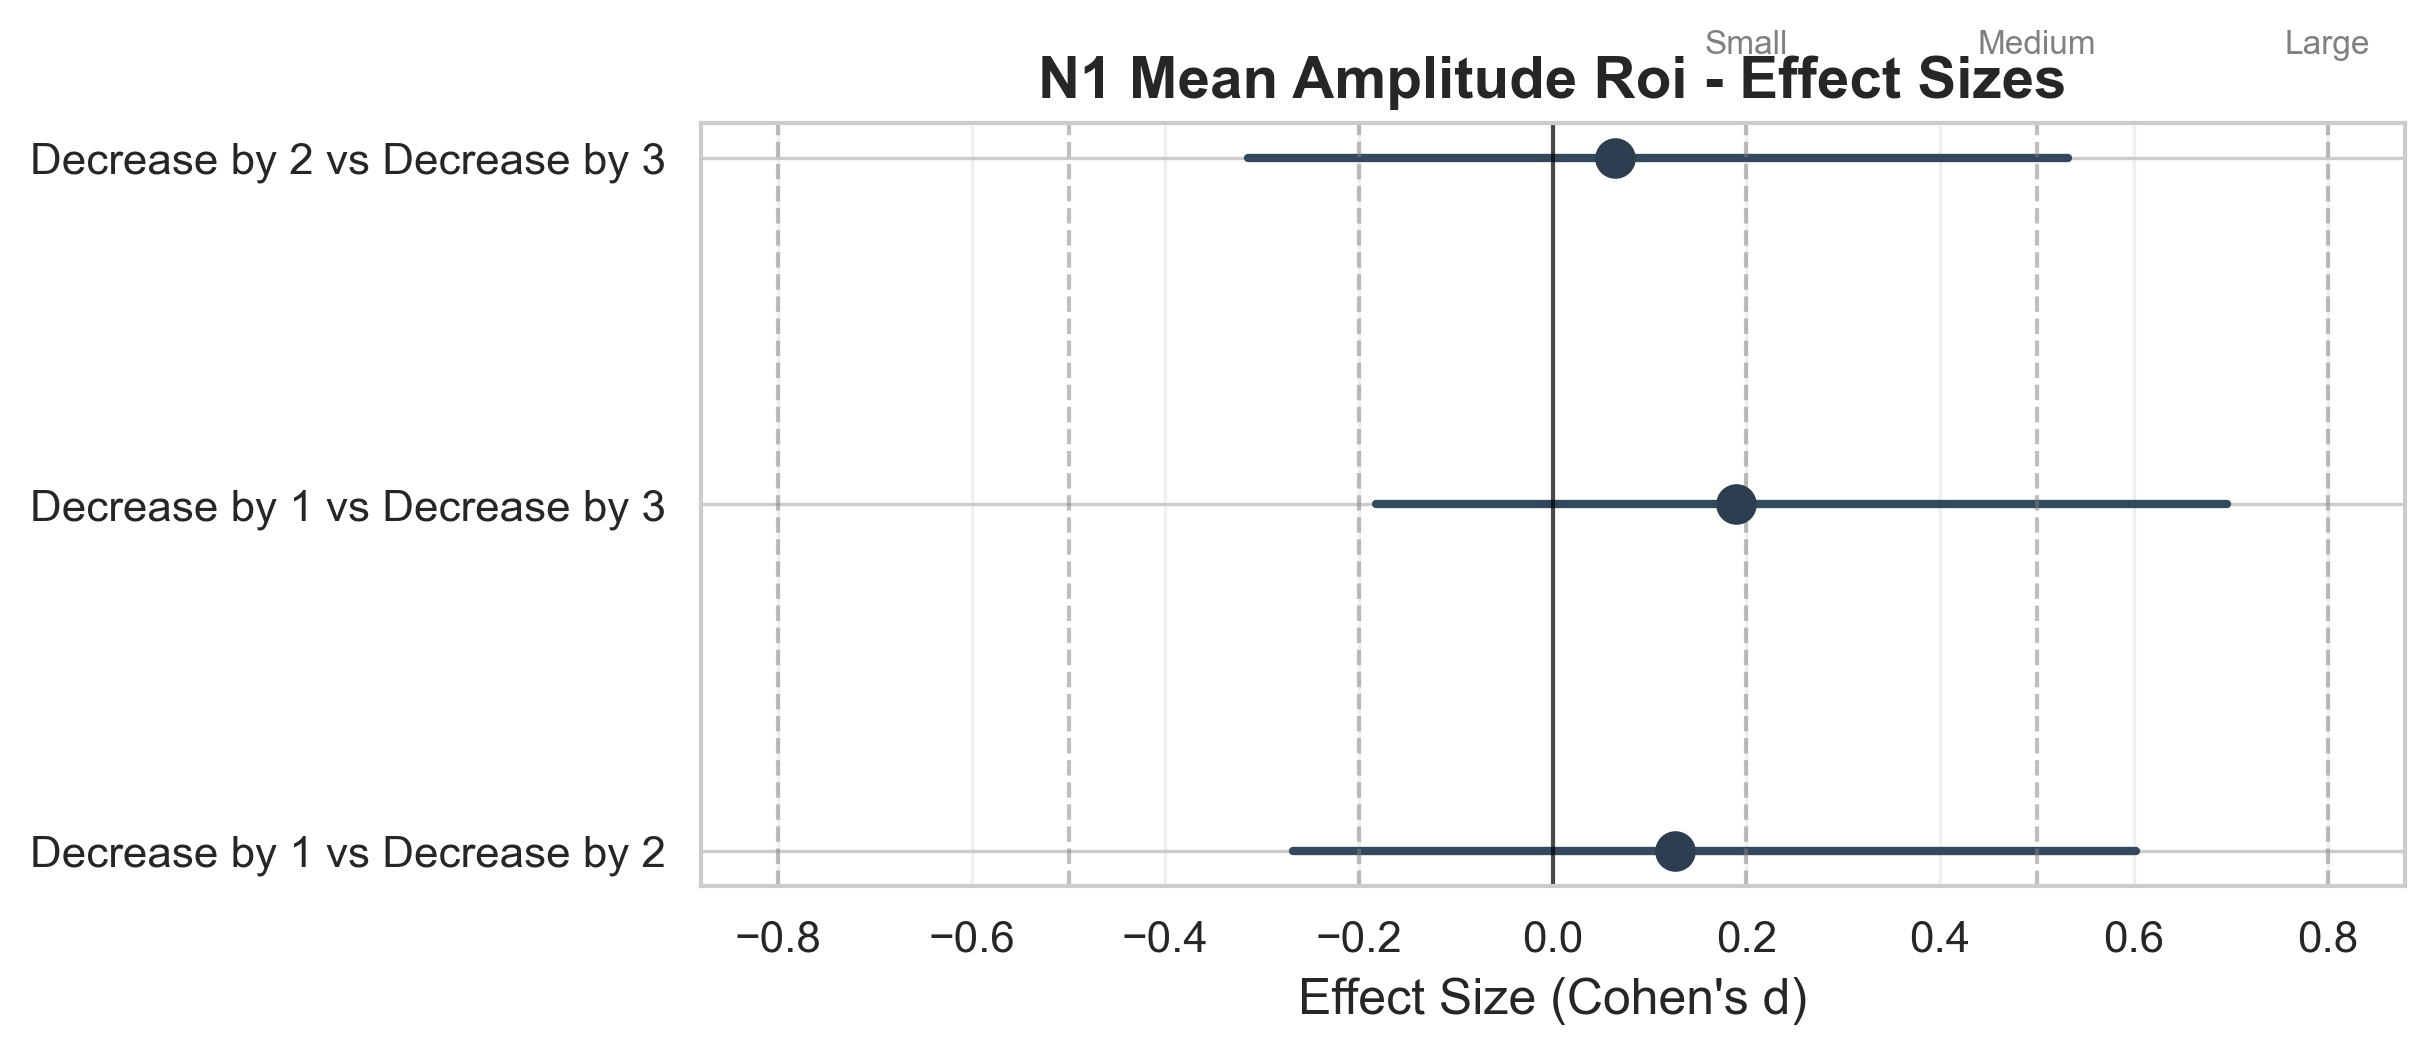 Small Medium Large
N1 Mean Amplitude Roi - Effect Sizes
Decrease by 2 vs Decrease by 3
Decrease by 1 vs Decrease by 3
Decrease by 1 vs Decrease by 2
−0.8 −0.6 −0.4 −0.2 0.0 0.2 0.4 0.6 0.8
Effect Size (Cohen's d)